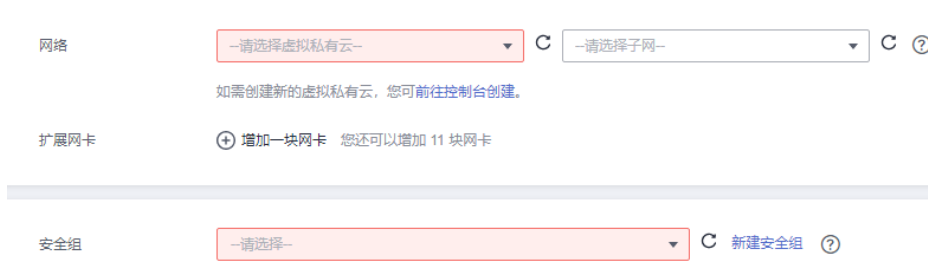 网络 --请选择虚拟私有云-- --请选择子网--
如需创建新的虚拟私有云，您可前往控制台创建。
扩展网卡 增加一块网卡 您还可以增加 11 块网卡
安全组 --请选择-- 新建安全组